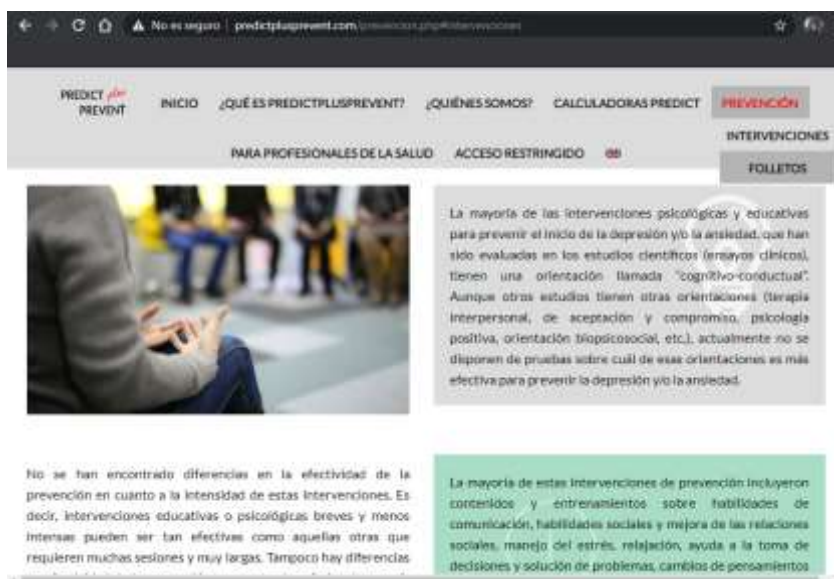 No es seguro | predictplusprevent.com/prevencion.php#intervenciones
PREDICT plus
PREVENT
INICIO ¿QUÉ ES PREDICTPLUSPREVENT? ¿QUIÉNES SOMOS? CALCULADORAS PREDICT PREVENCIÓN
INTERVENCIONES
PARA PROFESIONALES DE LA SALUD ACCESO RESTRINGIDO
FOLLETOS
La mayoría de las intervenciones psicológicas y educativas
para prevenir el inicio de la depresión y/o la ansiedad, que han
sido evaluadas en los estudios científicos (ensayos clínicos),
tienen una orientación llamada "cognitivo-conductual".
Aunque otros estudios tienen otras orientaciones (terapia
interpersonal, de aceptación y compromiso, psicología
positiva, orientación biopsicosocial, etc.), actualmente no se
disponen de pruebas sobre cuál de esas orientaciones es más
efectiva para prevenir la depresión y/o la ansiedad.
No se han encontrado diferencias en la efectividad de la
prevención en cuanto a la intensidad de estas intervenciones. Es
decir, intervenciones educativas o psicológicas breves y menos
intensas pueden ser tan efectivas como aquellas otras que
requieren muchas sesiones y muy largas. Tampoco hay diferencias
La mayoría de estas intervenciones de prevención incluyeron
contenidos y entrenamientos sobre habilidades de
comunicación, habilidades sociales y mejora de las relaciones
sociales, manejo del estrés, relajación, ayuda a la toma de
decisiones y solución de problemas, cambios de pensamientos